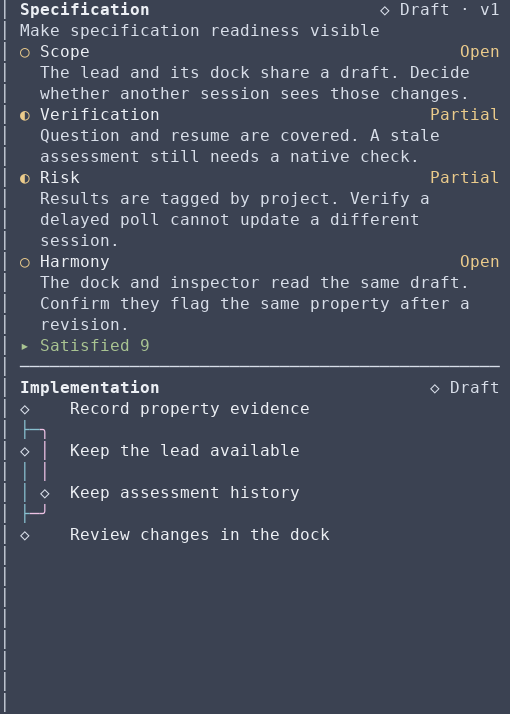 Specification ◇ Draft · v1
Make specification readiness visible
○ Scope Open
The lead and its dock share a draft. Decide
whether another session sees those changes.
◐ Verification Partial
Question and resume are covered. A stale
assessment still needs a native check.
◐ Risk Partial
Results are tagged by project. Verify a
delayed poll cannot update a different
session.
○ Harmony Open
The dock and inspector read the same draft.
Confirm they flag the same property after a
revision.
▸ Satisfied 9
Implementation ◇ Draft
◇ Record property evidence
◇ Keep the lead available
◇ Keep assessment history
◇ Review changes in the dock